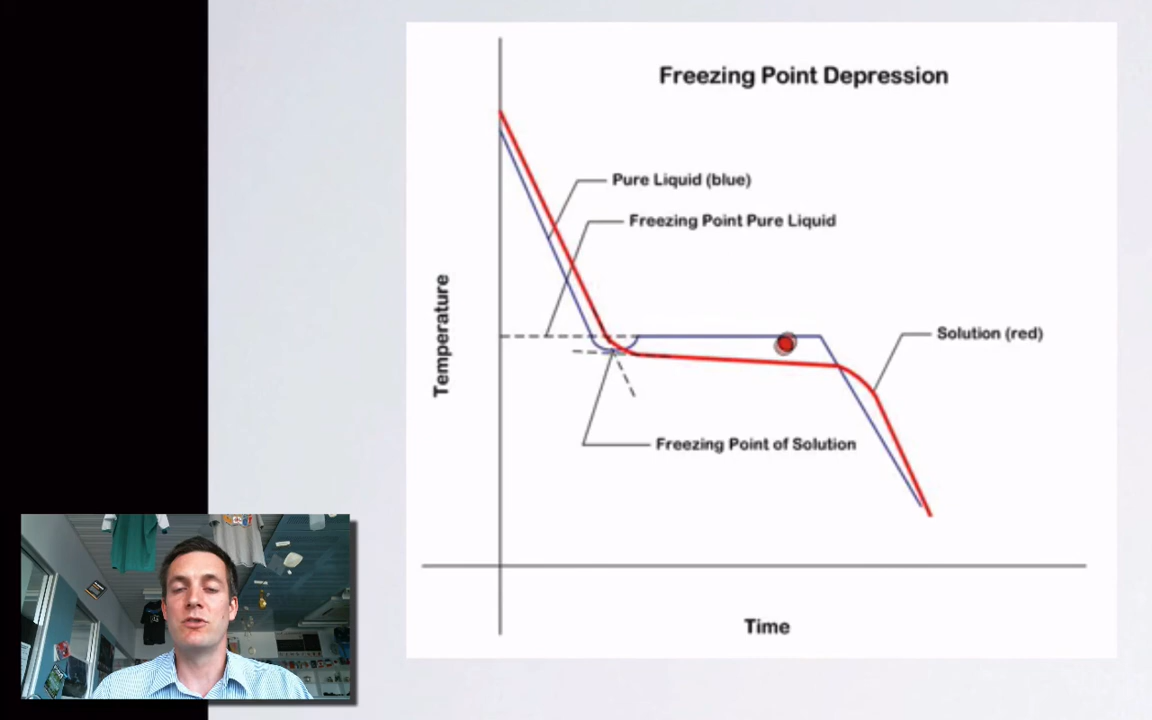 Freezing Point Depression
Pure Liquid (blue)
Freezing Point Pure Liquid
Temperature
Solution (red)
Freezing Point of Solution
Time